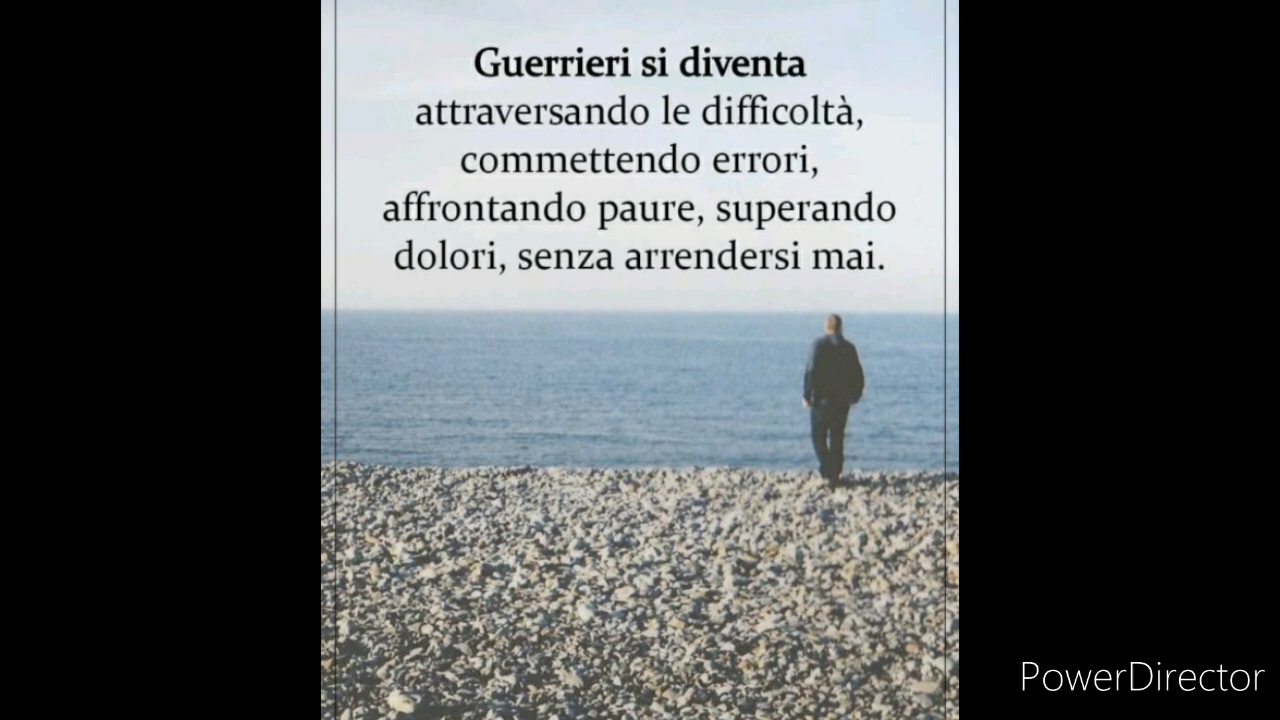 Guerrieri si diventa
attraversando le difficoltà,
commettendo errori,
affrontando paure, superando
dolori, senza arrendersi mai.
PowerDirector